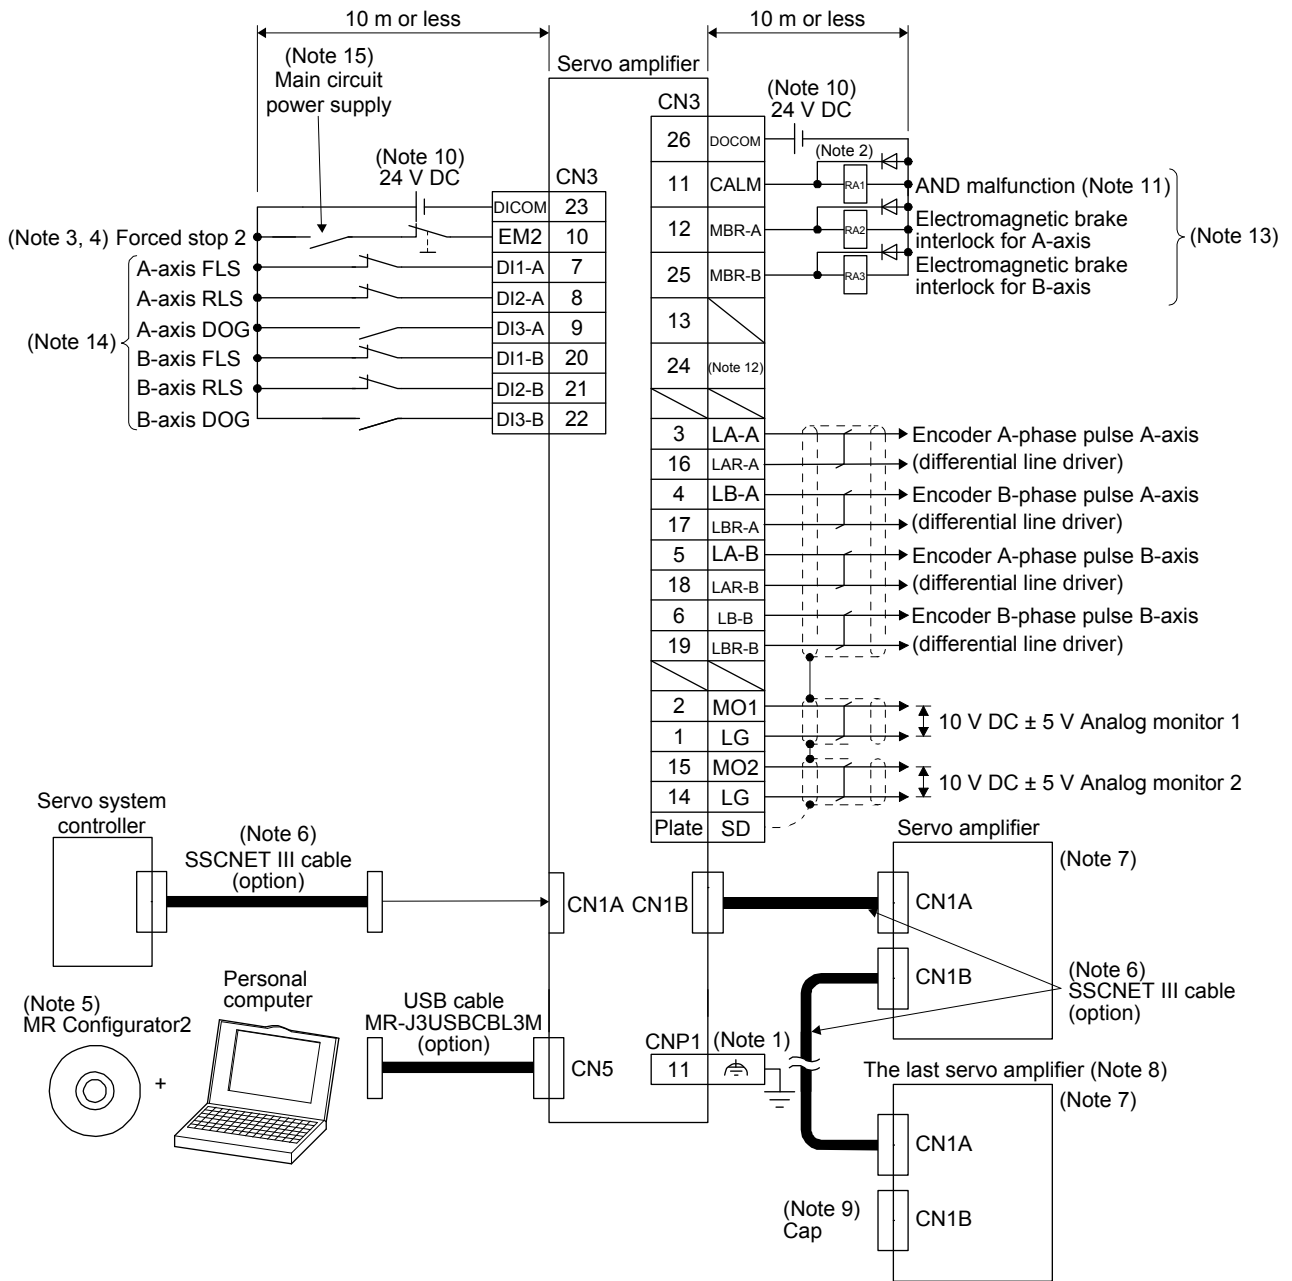 10 m or less
10 m or less
(Note 15)
Main circuit
power supply
Servo amplifier
(Note 10)
24 V DC
CN3
DICOM 23
(Note 3, 4) Forced stop 2 EM2 10
A-axis FLS DI1-A 7
A-axis RLS DI2-A 8
A-axis DOG DI3-A 9
(Note 14)
B-axis FLS DI1-B 20
B-axis RLS DI2-B 21
B-axis DOG DI3-B 22
CN3
(Note 10)
24 V DC
26 DOCOM
(Note 2)
11 CALM RA1 AND malfunction (Note 11)
12 MBR-A RA2 Electromagnetic brake
interlock for A-axis
(Note 13)
25 MBR-B RA3 Electromagnetic brake
interlock for B-axis
13
24 (Note 12)
3 LA-A Encoder A-phase pulse A-axis
16 LAR-A (differential line driver)
4 LB-A Encoder B-phase pulse A-axis
17 LBR-A (differential line driver)
5 LA-B Encoder A-phase pulse B-axis
18 LAR-B (differential line driver)
6 LB-B Encoder B-phase pulse B-axis
19 LBR-B (differential line driver)
2 MO1
10 V DC ± 5 V Analog monitor 1
1 LG
15 MO2
10 V DC ± 5 V Analog monitor 2
14 LG
Plate SD
Servo system
controller
(Note 6)
SSCNET III cable
(option)
CN1A CN1B
Servo amplifier
(Note 7)
CN1A
CN1B
(Note 6)
SSCNET III cable
(option)
(Note 5)
MR Configurator2
+
Personal
computer
USB cable
MR-J3USBCBL3M
(option)
CN5
CNP1 (Note 1)
11
The last servo amplifier (Note 8)
(Note 7)
CN1A
(Note 9)
Cap
CN1B